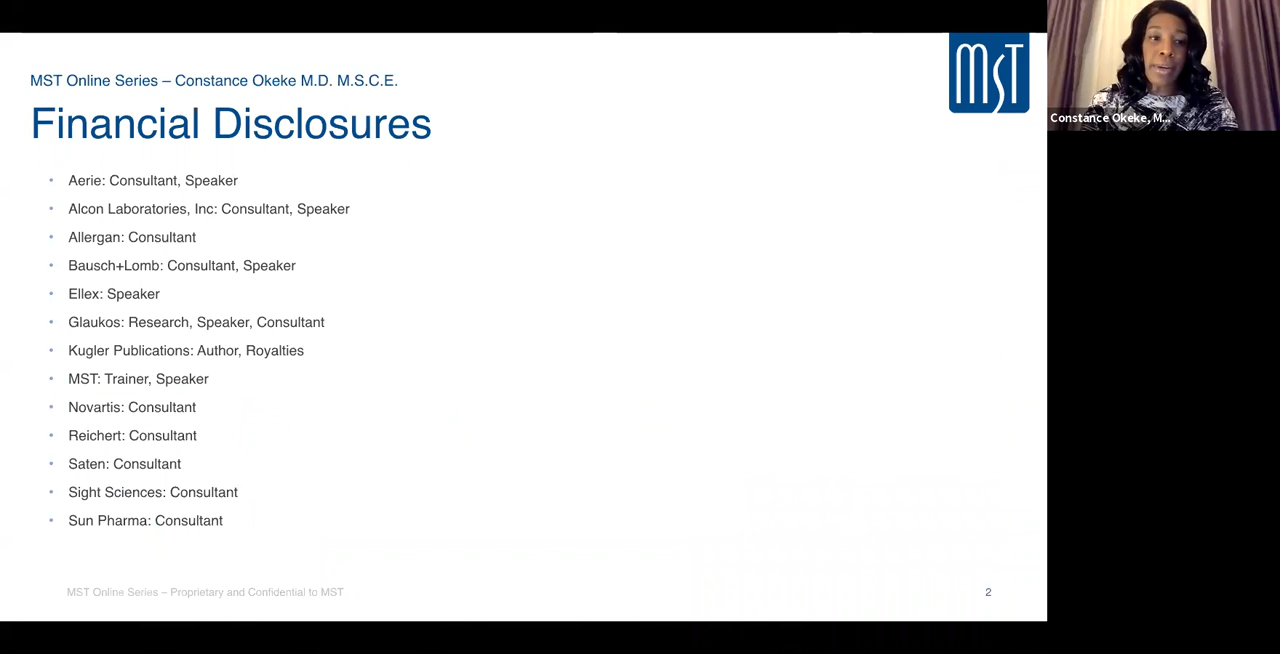 MST Online Series – Constance Okeke M.D. M.S.C.E.
MST
Financial Disclosures
Constance Okeke, M...
• Aerie: Consultant, Speaker
• Alcon Laboratories, Inc: Consultant, Speaker
• Allergan: Consultant
• Bausch+Lomb: Consultant, Speaker
• Ellex: Speaker
• Glaukos: Research, Speaker, Consultant
• Kugler Publications: Author, Royalties
• MST: Trainer, Speaker
• Novartis: Consultant
• Reichert: Consultant
• Saten: Consultant
• Sight Sciences: Consultant
• Sun Pharma: Consultant
MST Online Series – Proprietary and Confidential to MST
2